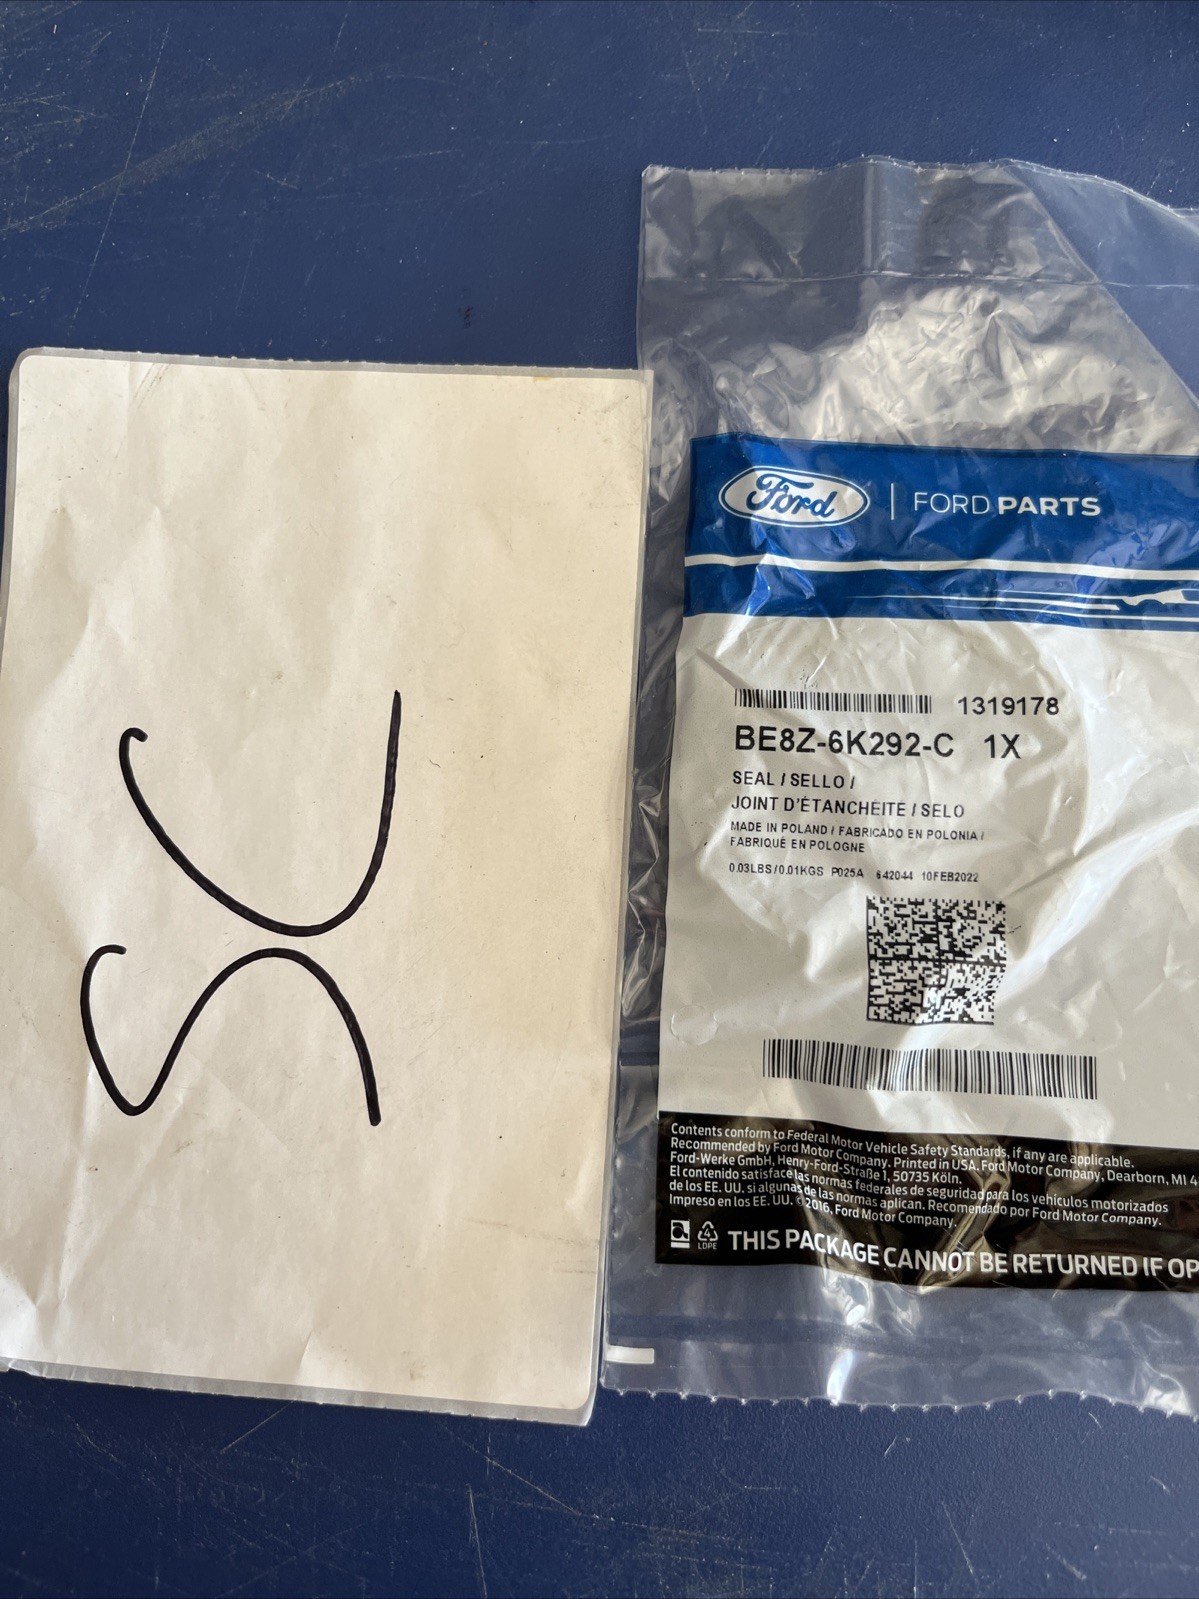 SC
Ford | FORD PARTS
1319178
BE8Z-6K292-C 1X
SEAL / SELLO /
JOINT D'ÉTANCHÉITÉ / SELO
MADE IN POLAND / FABRICADO EN POLONIA /
FABRIQUÉ EN POLOGNE
0.03LBS/0.01KGS P025A 642044 10FEB2022
Contents conform to Federal Motor Vehicle Safety Standards, if any are applicable.
Recommended by Ford Motor Company. Printed in USA. Ford Motor Company, Dearborn, MI 4
Ford-Werke GmbH, Henry-Ford-Straße 1, 50735 Köln.
El contenido satisface las normas federales de seguridad para los vehículos motorizados
de los EE. UU. si algunas de las normas aplican. Recomendado por Ford Motor Company.
Impreso en los EE. UU. ©2016, Ford Motor Company.
4
LDPE
THIS PACKAGE CANNOT BE RETURNED IF OP